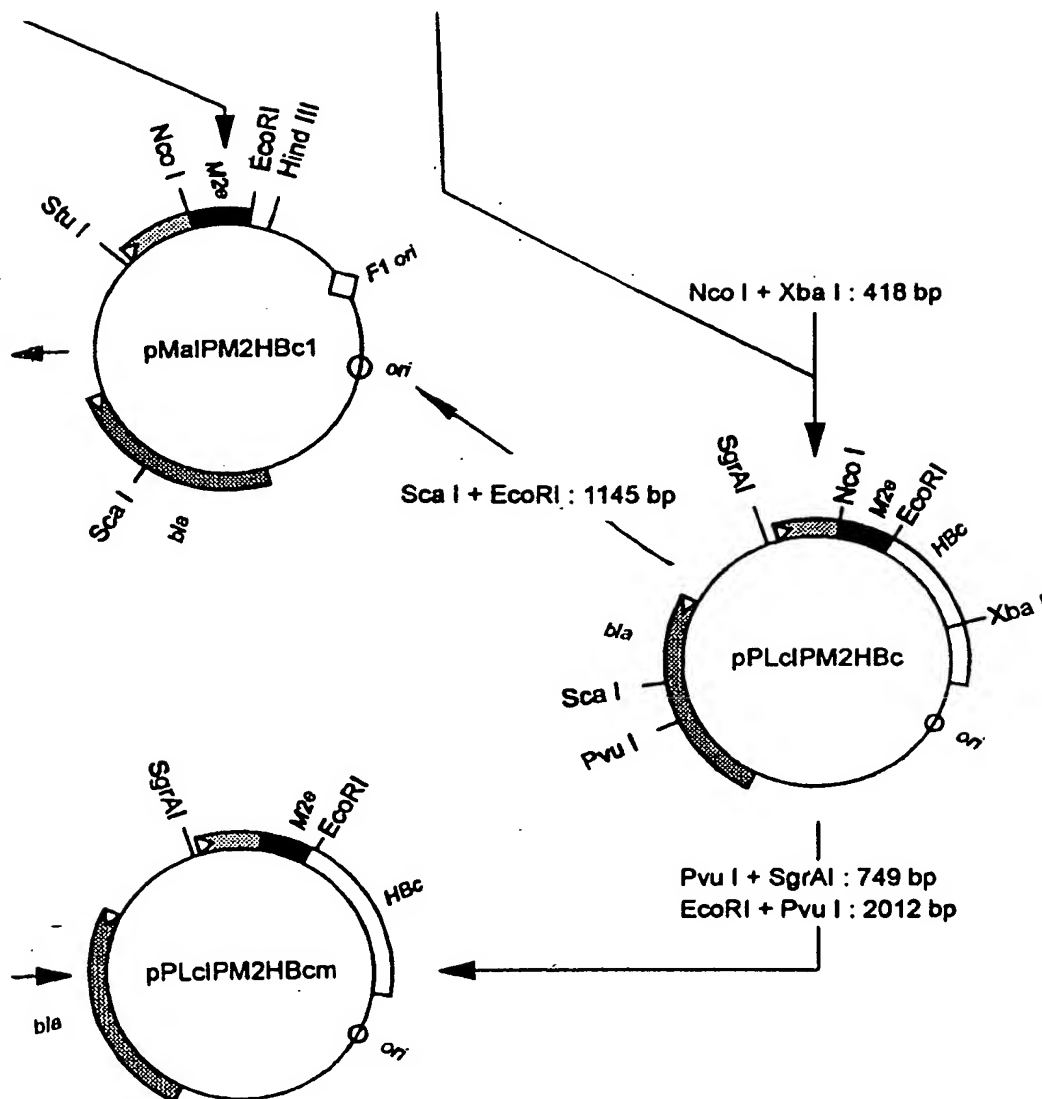 Stu I
Nco I
M2e
EcoRI
Hind III
F1 ori
ori
pMaIPM2HBc1
Sca I
bla
Nco I + Xba I : 418 bp
Sca I + EcoRI : 1145 bp
SgrAI
Nco I
M2e
EcoRI
HBc
Xba I
bla
pPLcIPM2HBc
Sca I
Pvu I
ori
Pvu I + SgrAI : 749 bp
EcoRI + Pvu I : 2012 bp
SgrAI
M2e
EcoRI
HBc
pPLcIPM2HBcm
bla
ori